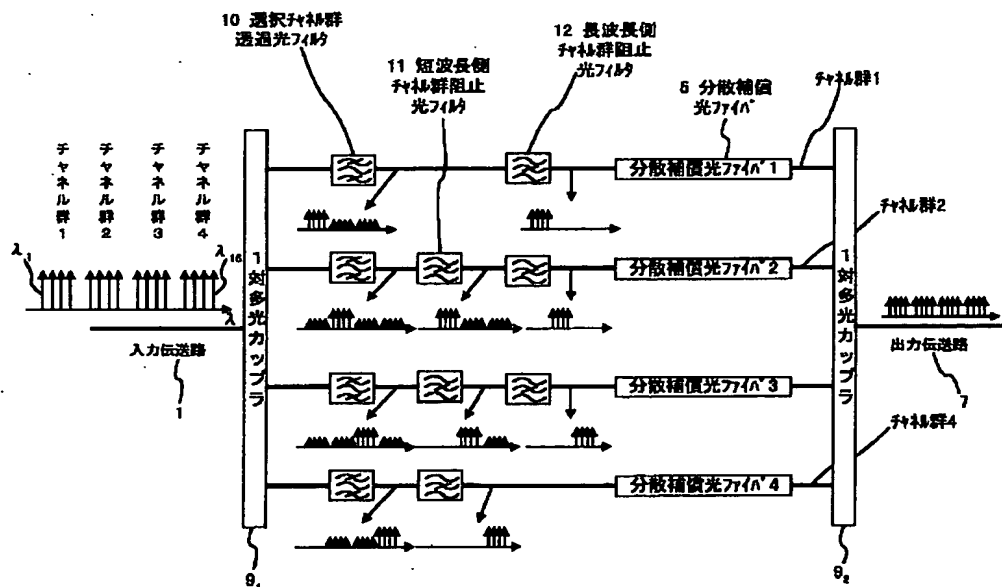 10 選択チャネル群
透過光フィルタ
11 短波長側
チャネル群阻止
光フィルタ
12 長波長側
チャネル群阻止
光フィルタ
5 分散補償
光ファイバ
チャネル群1
チャネル群1
チャネル群2
チャネル群3
チャネル群4
λ1
λ16
λ
入力伝送路
1
1対多光カップラ
91
分散補償光ファイバ1
分散補償光ファイバ2
分散補償光ファイバ3
分散補償光ファイバ4
チャネル群2
チャネル群4
1対多光カップラ
92
出力伝送路
7